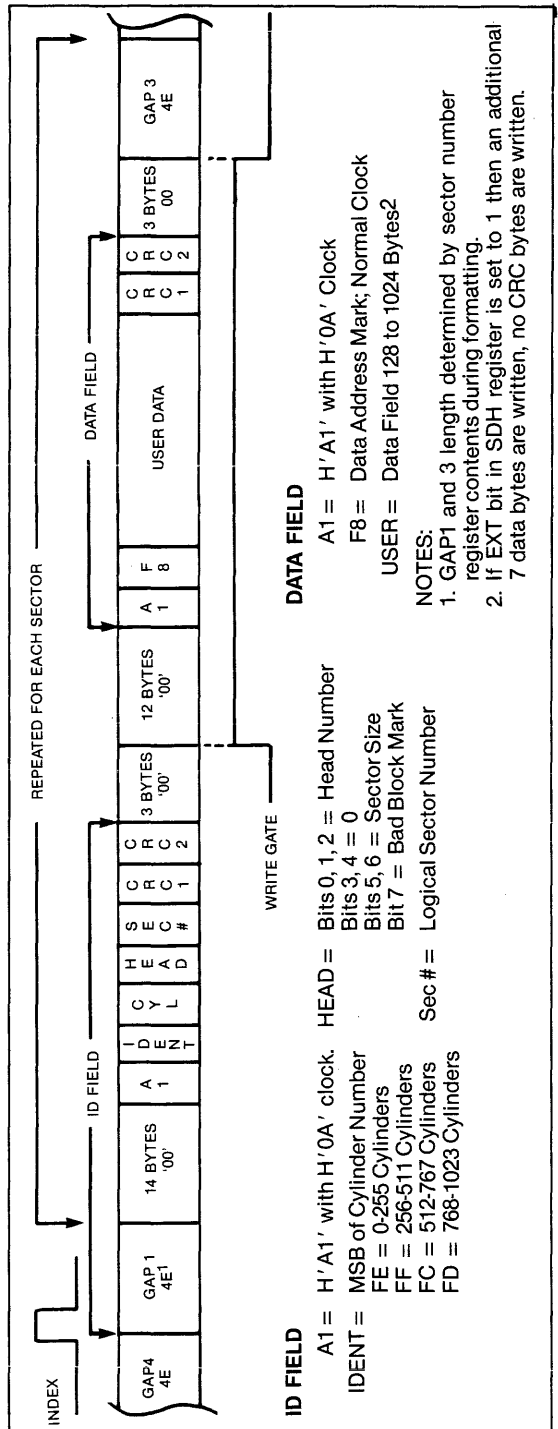 REPEATED FOR EACH SECTOR
INDEX
ID FIELD
DATA FIELD
GAP4
4E
GAP 1
4E¹
14 BYTES
'00'
A
1
I
D
E
N
T
C
Y
L
H
E
A
D
S
E
C
#
C
R
C
1
C
R
C
2
3 BYTES
'00'
12 BYTES
'00'
A
1
F
8
USER DATA
C
R
C
1
C
R
C
2
3 BYTES
00
GAP 3
4E
WRITE GATE
ID FIELD
A1 = H'A1' with H'0A' clock.
IDENT = MSB of Cylinder Number
FE = 0-255 Cylinders
FF = 256-511 Cylinders
FC = 512-767 Cylinders
FD = 768-1023 Cylinders
HEAD = Bits 0, 1, 2 = Head Number
Bits 3, 4 = 0
Bits 5, 6 = Sector Size
Bit 7 = Bad Block Mark
Sec # = Logical Sector Number
DATA FIELD
A1 = H'A1' with H'0A' Clock
F8 = Data Address Mark; Normal Clock
USER = Data Field 128 to 1024 Bytes²
NOTES:
1. GAP1 and 3 length determined by sector number
register contents during formatting.
2. If EXT bit in SDH register is set to 1 then an additional
7 data bytes are written, no CRC bytes are written.